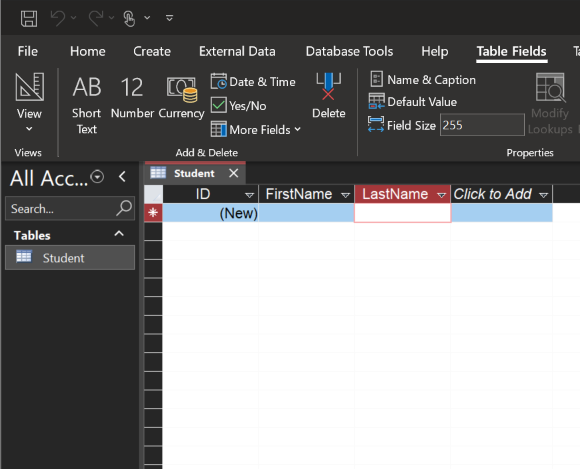 File Home Create External Data Database Tools Help Table Fields
View
Views
AB
Short
Text
12
Number
Currency
Date & Time
Yes/No
More Fields
Delete
Add & Delete
Name & Caption
Default Value
Field Size 255
Modify
Lookups
Properties
All Acc...
Search...
Tables
Student
Student
ID FirstName LastName Click to Add
(New)